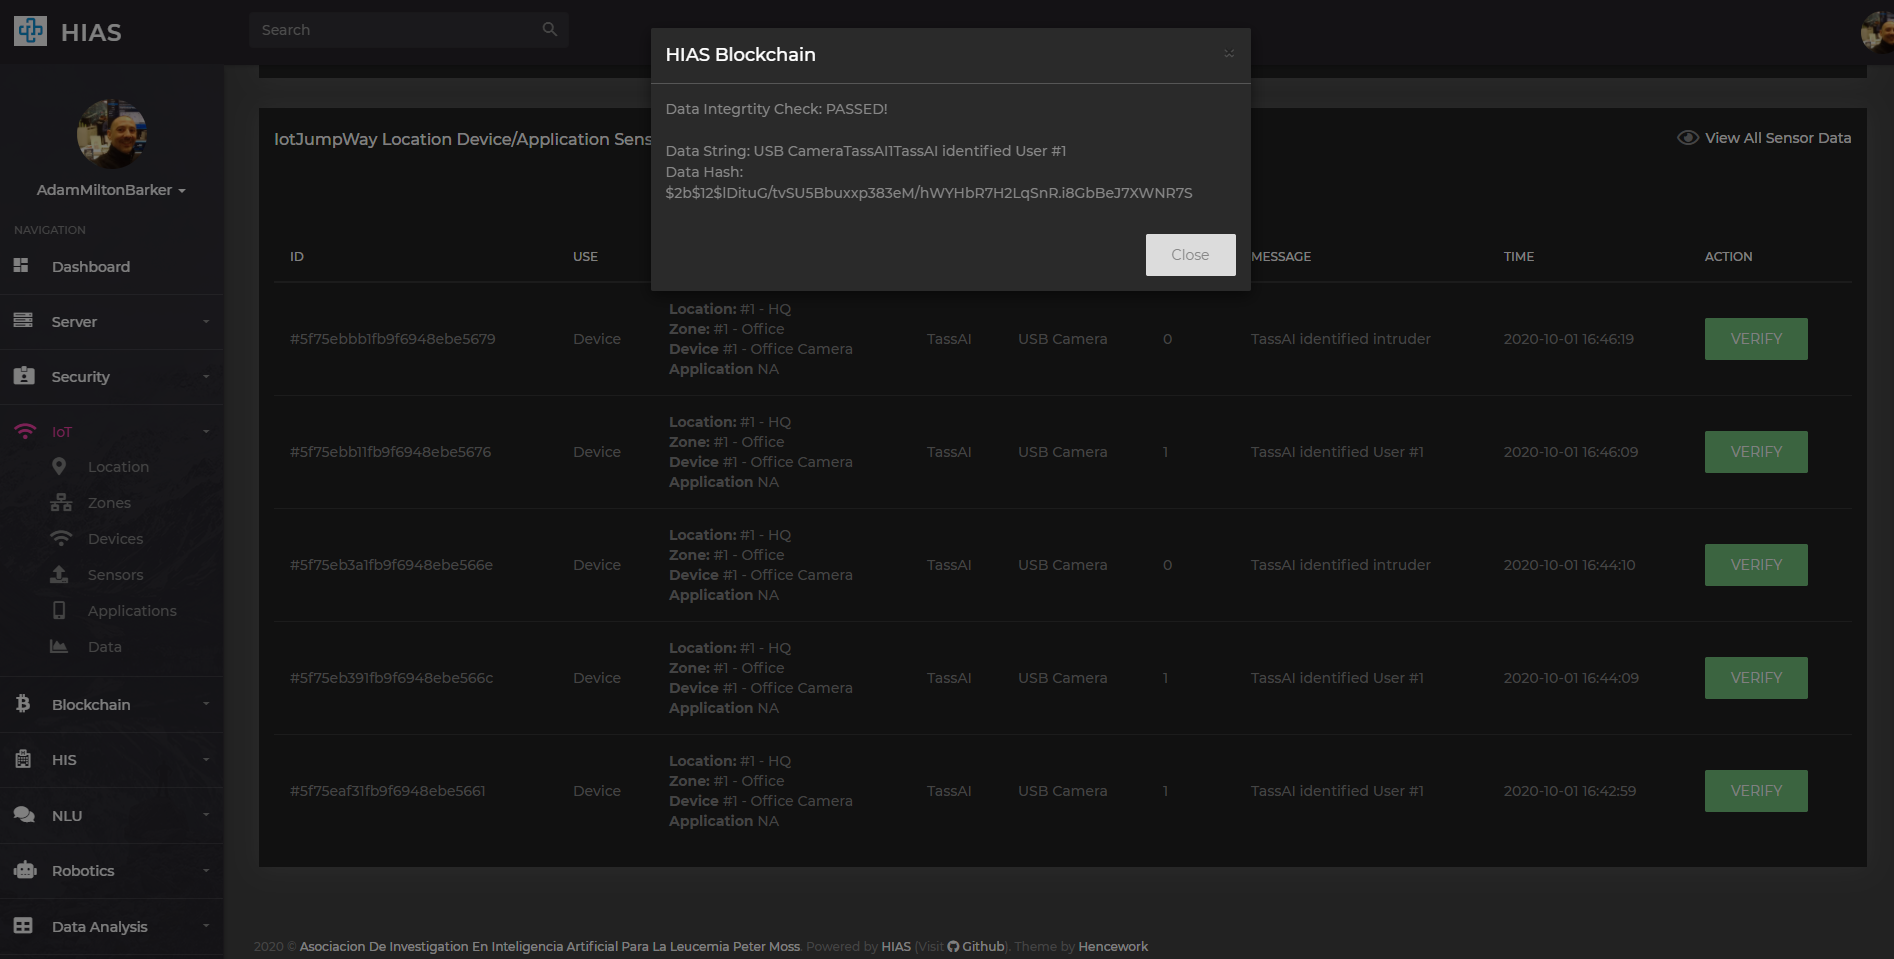 HIAS
Search
AdamMiltonBarker
NAVIGATION
Dashboard
Server
Security
IoT
Location
Zones
Devices
Sensors
Applications
Data
Blockchain
HIS
NLU
Robotics
Data Analysis
HIAS Blockchain
×
Data Integrtity Check: PASSED!
Data String: USB CameraTassAI1TassAI identified User #1
Data Hash:
$2b$12$lDituG/tvSU5Bbuxxp383eM/hWYHbR7H2LqSnR.i8GbBeJ7XWNR7S
Close
IotJumpWay Location Device/Application Sens
View All Sensor Data
ID USE MESSAGE TIME ACTION
Location: #1 - HQ
Zone: #1 - Office
#5f75ebbb1fb9f6948ebe5679 Device Device #1 - Office Camera TassAI USB Camera 0 TassAI identified intruder 2020-10-01 16:46:19 VERIFY
Application NA
Location: #1 - HQ
Zone: #1 - Office
#5f75ebb11fb9f6948ebe5676 Device Device #1 - Office Camera TassAI USB Camera 1 TassAI identified User #1 2020-10-01 16:46:09 VERIFY
Application NA
Location: #1 - HQ
Zone: #1 - Office
#5f75eb3a1fb9f6948ebe566e Device Device #1 - Office Camera TassAI USB Camera 0 TassAI identified intruder 2020-10-01 16:44:10 VERIFY
Application NA
Location: #1 - HQ
Zone: #1 - Office
#5f75eb391fb9f6948ebe566c Device Device #1 - Office Camera TassAI USB Camera 1 TassAI identified User #1 2020-10-01 16:44:09 VERIFY
Application NA
Location: #1 - HQ
Zone: #1 - Office
#5f75eaf31fb9f6948ebe5661 Device Device #1 - Office Camera TassAI USB Camera 1 TassAI identified User #1 2020-10-01 16:42:59 VERIFY
Application NA
2020 © Asociacion De Investigation En Inteligencia Artificial Para La Leucemia Peter Moss. Powered by HIAS (Visit Github). Theme by Hencework